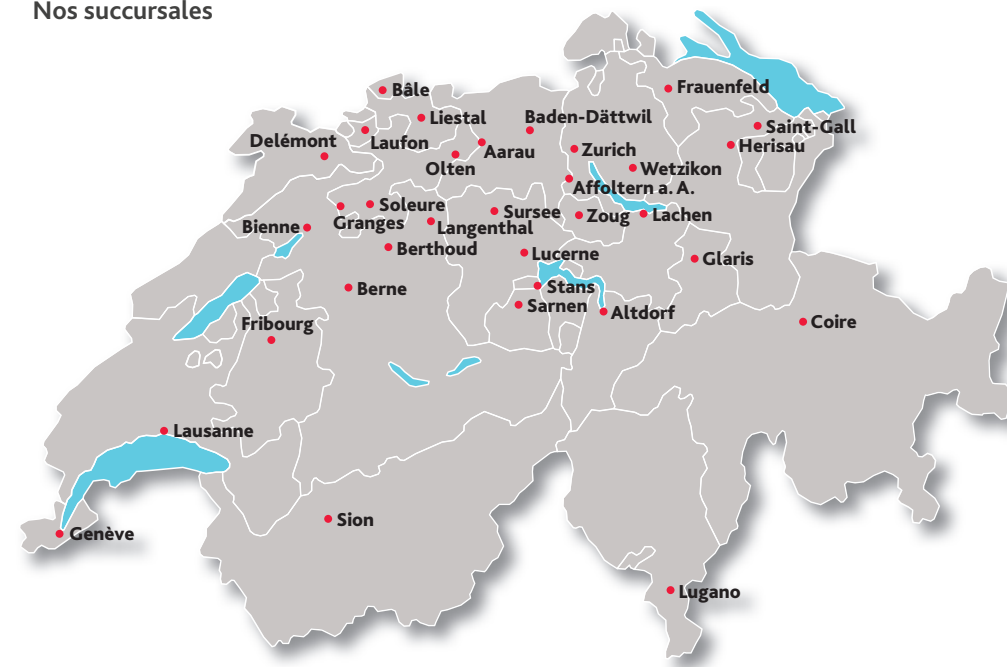 Nos succursales
Bâle
Frauenfeld
Liestal
Baden-Dättwil
Saint-Gall
Delémont
Laufon
Aarau
Zurich
Herisau
Olten
Wetzikon
Affoltern a. A.
Soleure
Sursee
Zoug
Lachen
Granges
Langenthal
Bienne
Berthoud
Lucerne
Glaris
Berne
Stans
Sarnen
Altdorf
Fribourg
Coire
Lausanne
Sion
Genève
Lugano